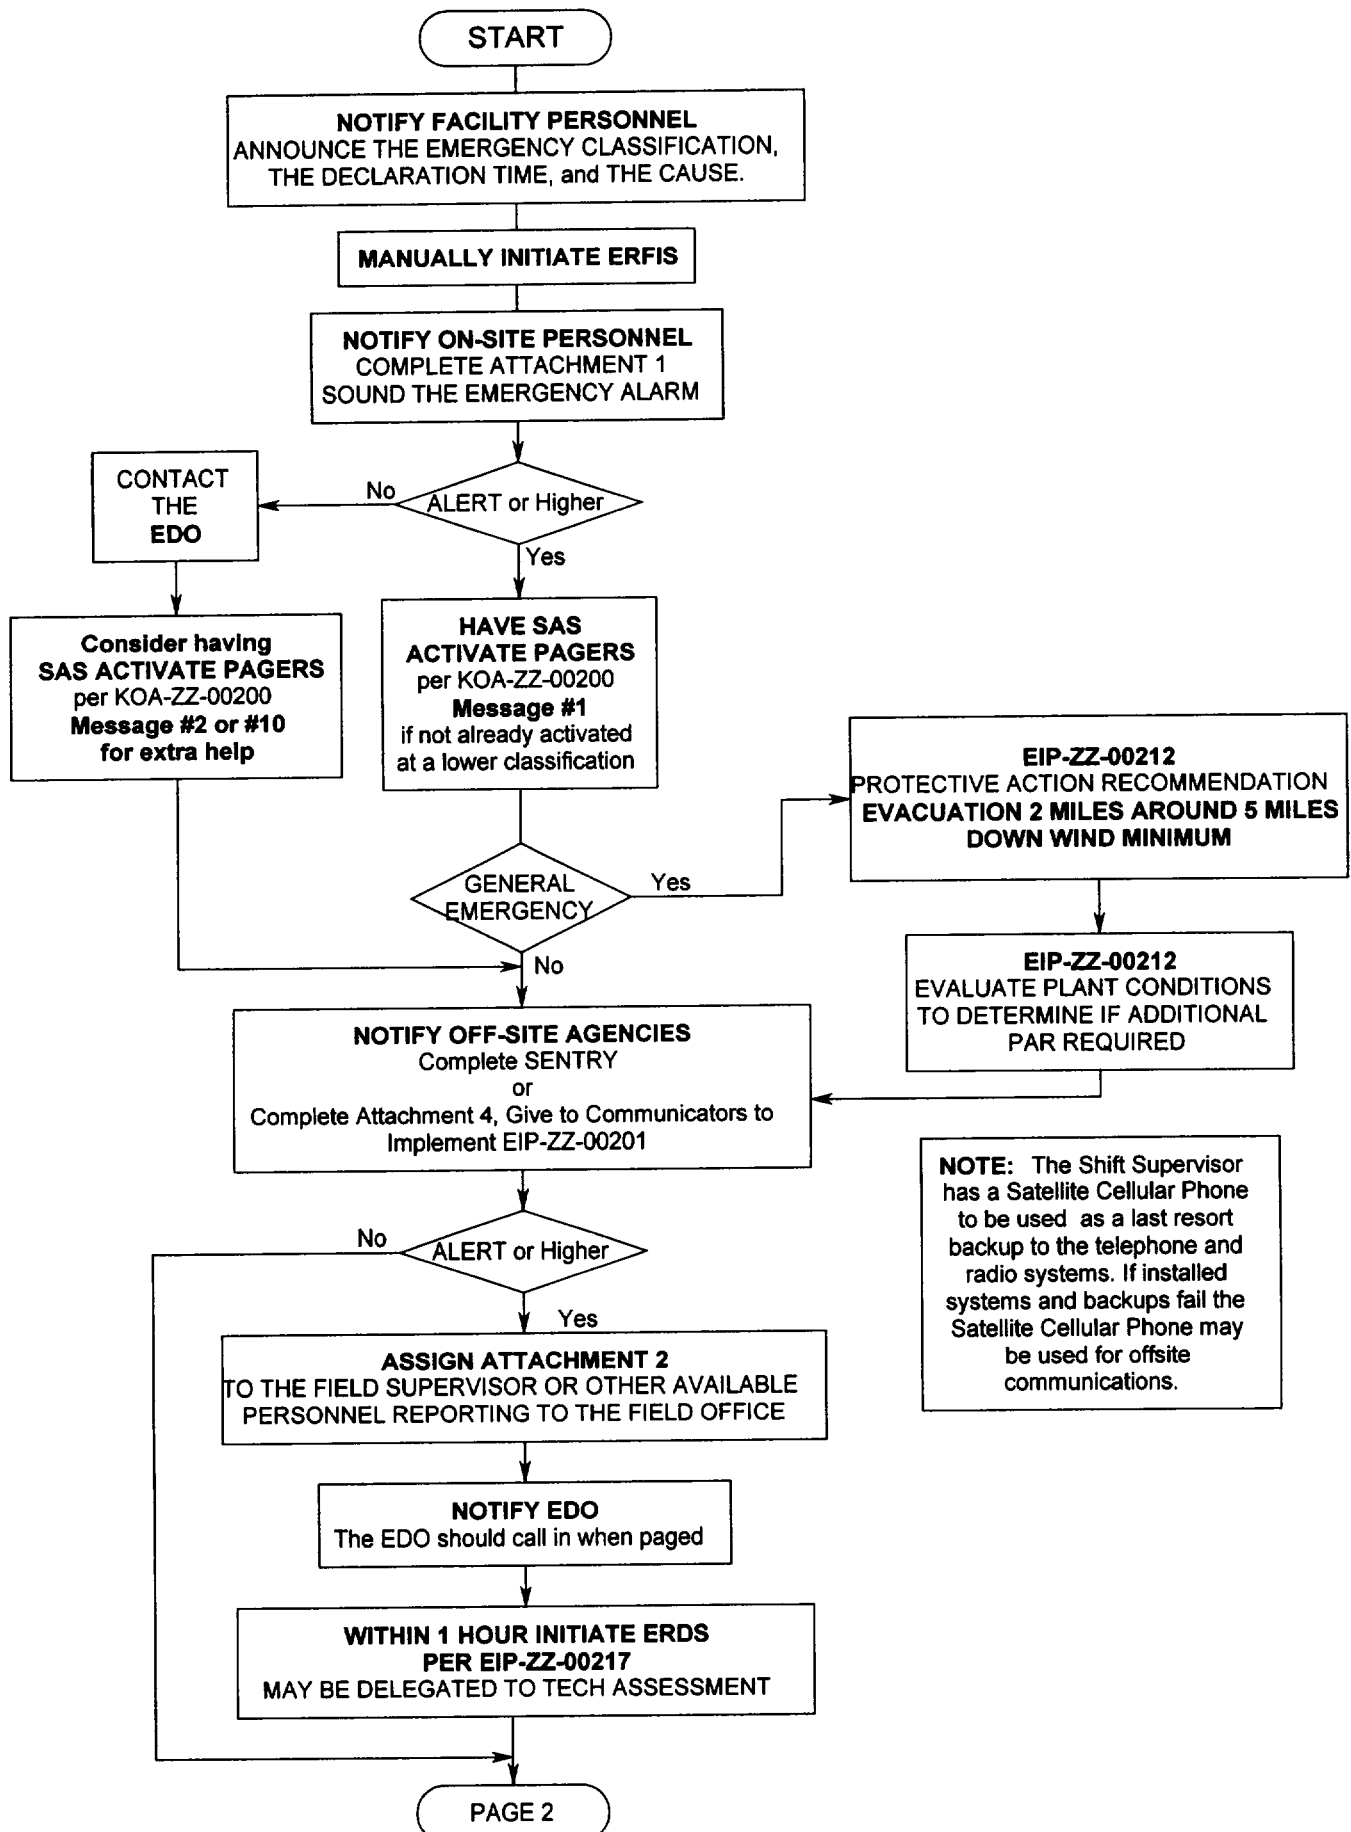 START
NOTIFY FACILITY PERSONNEL
ANNOUNCE THE EMERGENCY CLASSIFICATION,
THE DECLARATION TIME, and THE CAUSE.
MANUALLY INITIATE ERFIS
NOTIFY ON-SITE PERSONNEL
COMPLETE ATTACHMENT 1
SOUND THE EMERGENCY ALARM
ALERT or Higher
No
Yes
CONTACT
THE
EDO
Consider having
SAS ACTIVATE PAGERS
per KOA-ZZ-00200
Message #2 or #10
for extra help
HAVE SAS
ACTIVATE PAGERS
per KOA-ZZ-00200
Message #1
if not already activated
at a lower classification
GENERAL
EMERGENCY
Yes
No
EIP-ZZ-00212
PROTECTIVE ACTION RECOMMENDATION
EVACUATION 2 MILES AROUND 5 MILES
DOWN WIND MINIMUM
EIP-ZZ-00212
EVALUATE PLANT CONDITIONS
TO DETERMINE IF ADDITIONAL
PAR REQUIRED
NOTIFY OFF-SITE AGENCIES
Complete SENTRY
or
Complete Attachment 4, Give to Communicators to
Implement EIP-ZZ-00201
NOTE: The Shift Supervisor
has a Satellite Cellular Phone
to be used as a last resort
backup to the telephone and
radio systems. If installed
systems and backups fail the
Satellite Cellular Phone may
be used for offsite
communications.
ALERT or Higher
No
Yes
ASSIGN ATTACHMENT 2
TO THE FIELD SUPERVISOR OR OTHER AVAILABLE
PERSONNEL REPORTING TO THE FIELD OFFICE
NOTIFY EDO
The EDO should call in when paged
WITHIN 1 HOUR INITIATE ERDS
PER EIP-ZZ-00217
MAY BE DELEGATED TO TECH ASSESSMENT
PAGE 2